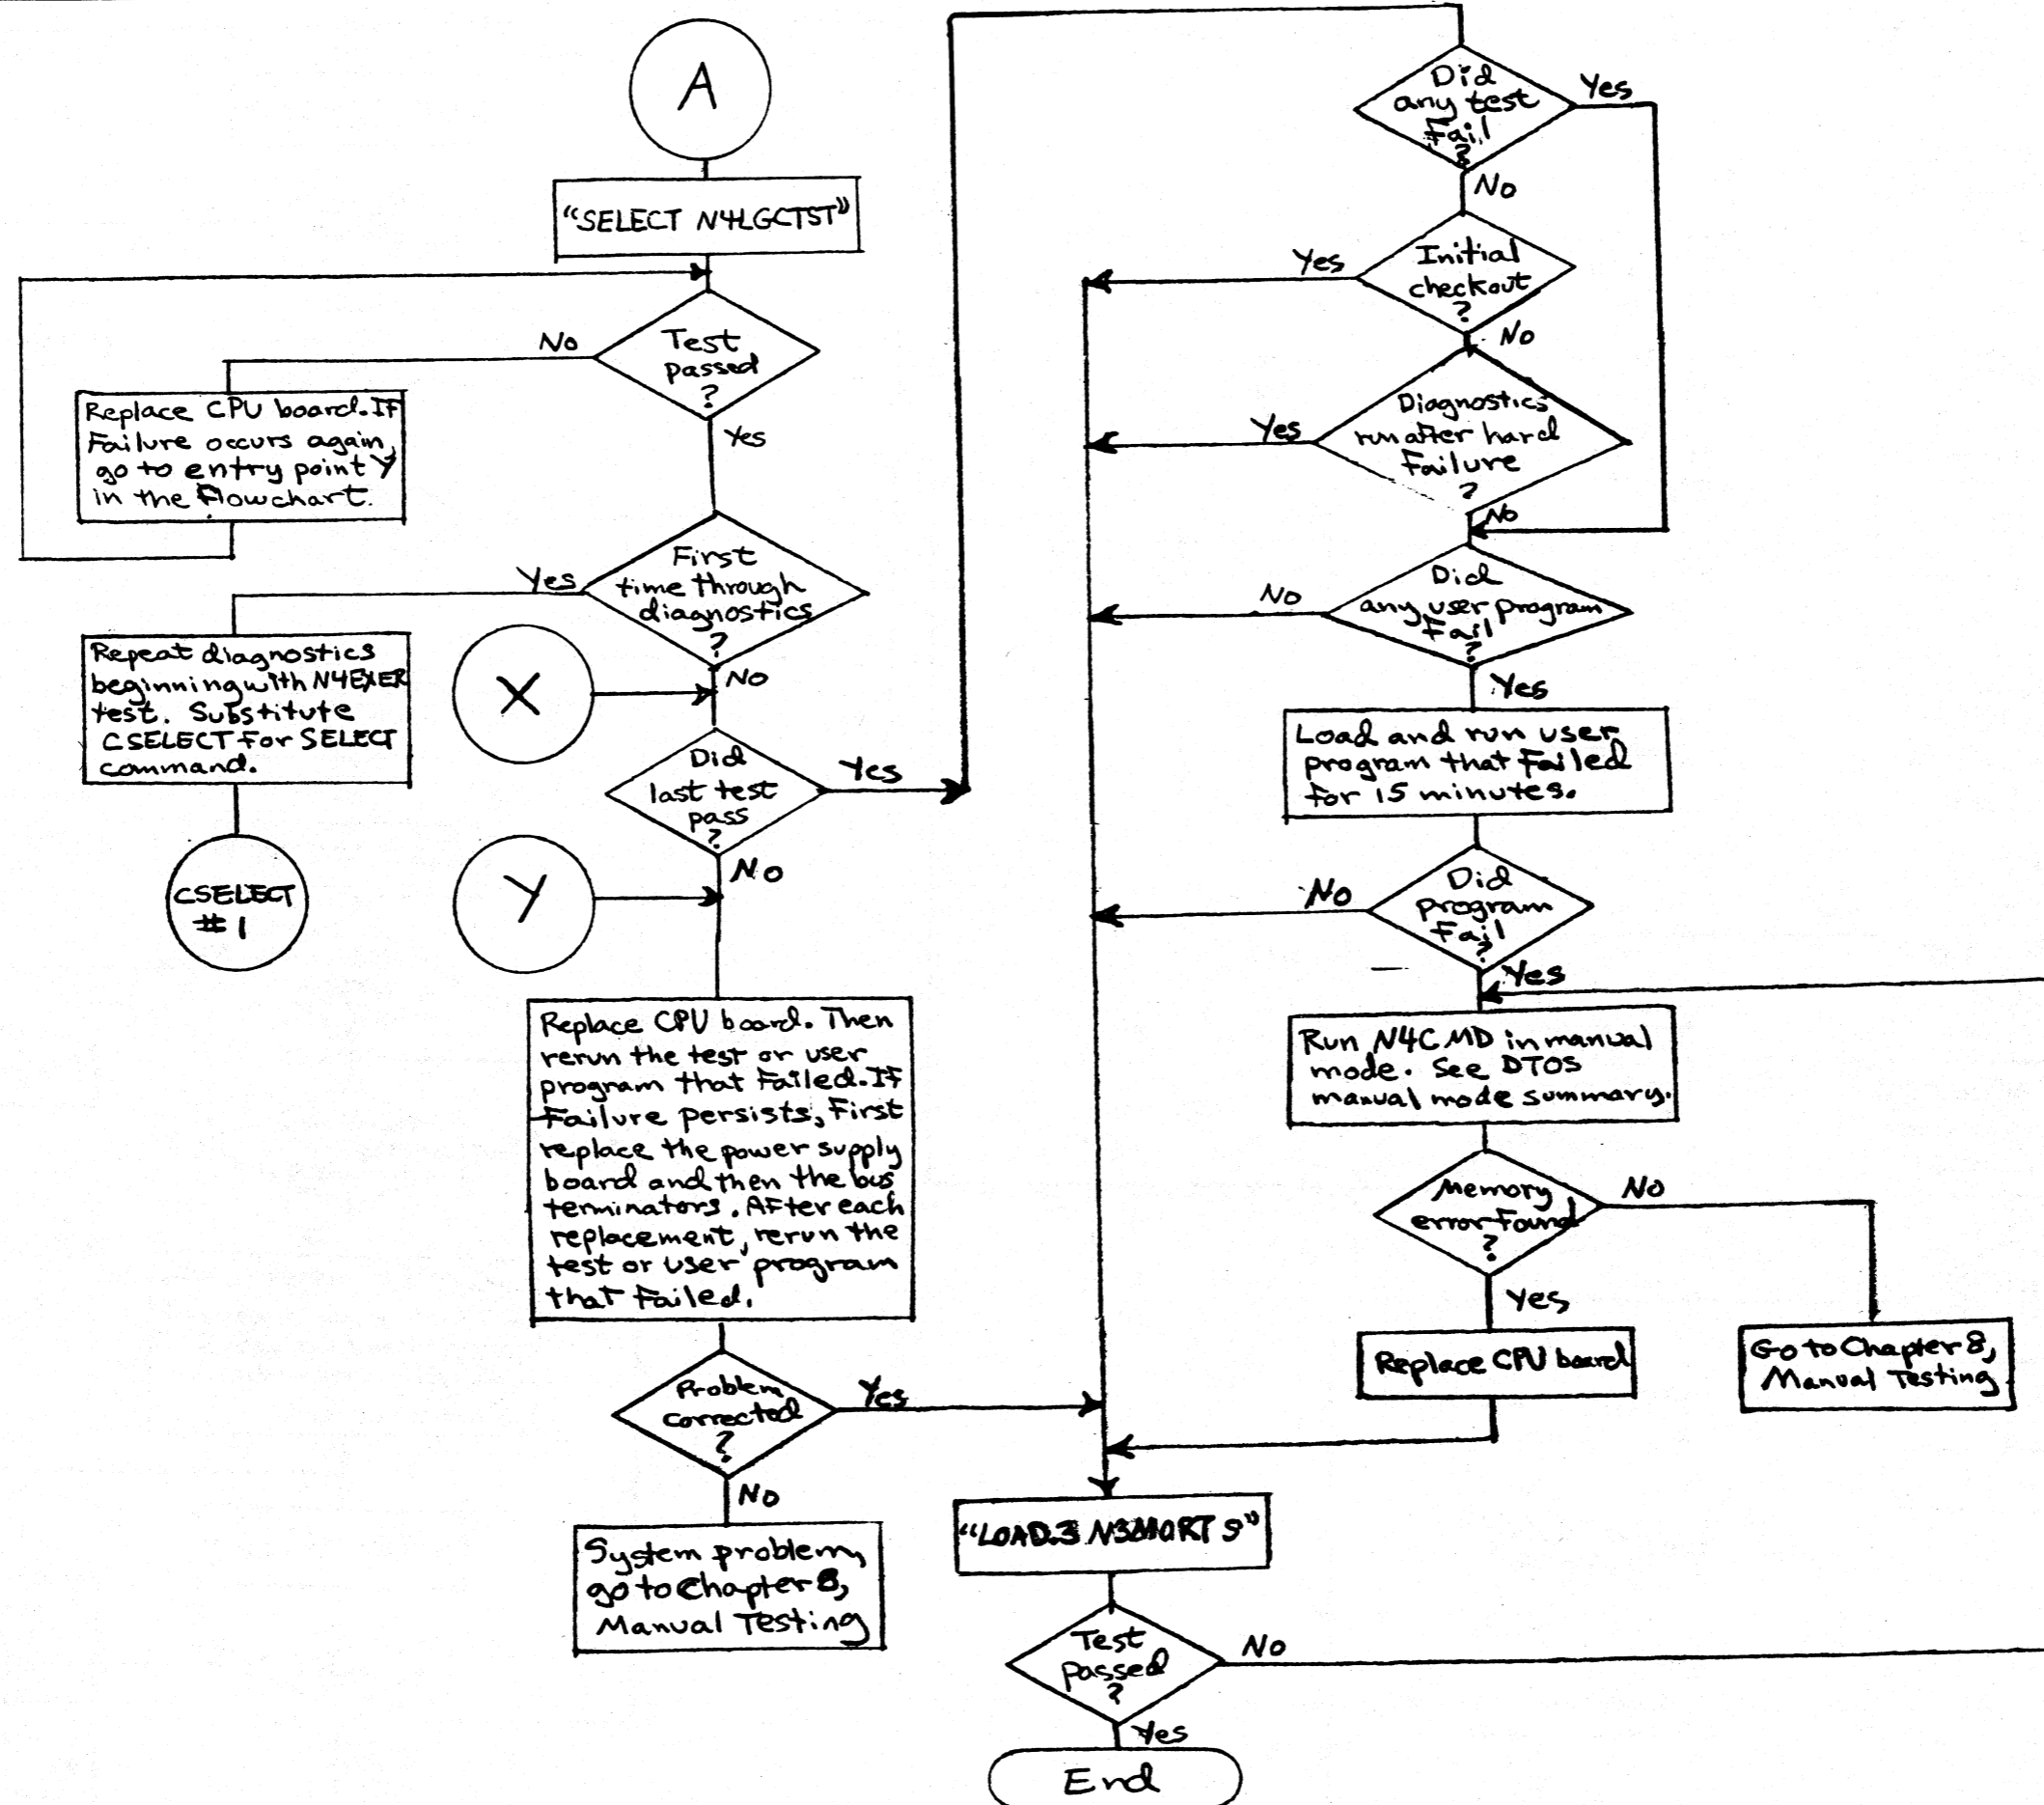 A
“SELECT N4LGCTST”
No
Test
passed
?
Yes
Replace CPU board. If
Failure occurs again,
go to entry point Y
in the flowchart.
Yes
First
time through
diagnostics
?
No
Repeat diagnostics
beginning with N4EXER
test. Substitute
CSELECT for SELECT
command.
CSELECT
#1
X
Did
last test
pass
?
Yes
No
Y
Replace CPU board. Then
rerun the test or user
program that failed. If
failure persists, first
replace the power supply
board and then the bus
terminators. After each
replacement, rerun the
test or user program
that failed.
Problem
corrected
?
Yes
No
System problem,
go to Chapter 8,
Manual Testing
Did
any test
fail
?
Yes
No
Initial
checkout
?
Yes
No
Diagnostics
run after hard
failure
?
Yes
No
Did
any user program
fail
?
No
Yes
Load and run user
program that failed
for 15 minutes.
Did
program
fail
?
No
Yes
Run N4CMD in manual
mode. See DTOS
manual mode summary.
Memory
error found
?
No
Yes
Replace CPU board
Go to Chapter 8,
Manual Testing
“LOAD.3 N3MORT S”
Test
passed
?
No
Yes
End